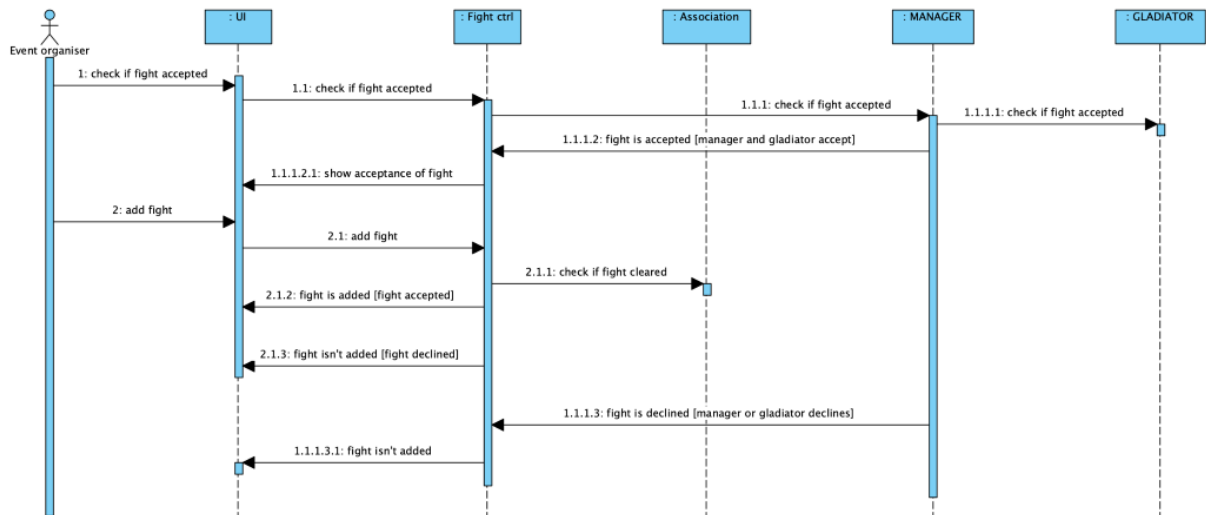 : UI
: Fight ctrl
: Association
: MANAGER
: GLADIATOR
Event organiser
1: check if fight accepted
1.1: check if fight accepted
1.1.1: check if fight accepted
1.1.1.1: check if fight accepted
1.1.1.2: fight is accepted [manager and gladiator accept]
1.1.1.2.1: show acceptance of fight
2: add fight
2.1: add fight
2.1.1: check if fight cleared
2.1.2: fight is added [fight accepted]
2.1.3: fight isn't added [fight declined]
1.1.1.3: fight is declined [manager or gladiator declines]
1.1.1.3.1: fight isn't added